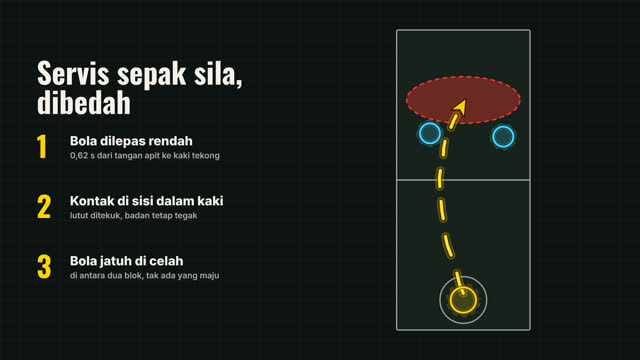 Servis sepak sila,
dibedah
1
Bola dilepas rendah
0,62 s dari tangan apit ke kaki tekong
2
Kontak di sisi dalam kaki
lutut ditekuk, badan tetap tegak
3
Bola jatuh di celah
di antara dua blok, tak ada yang maju